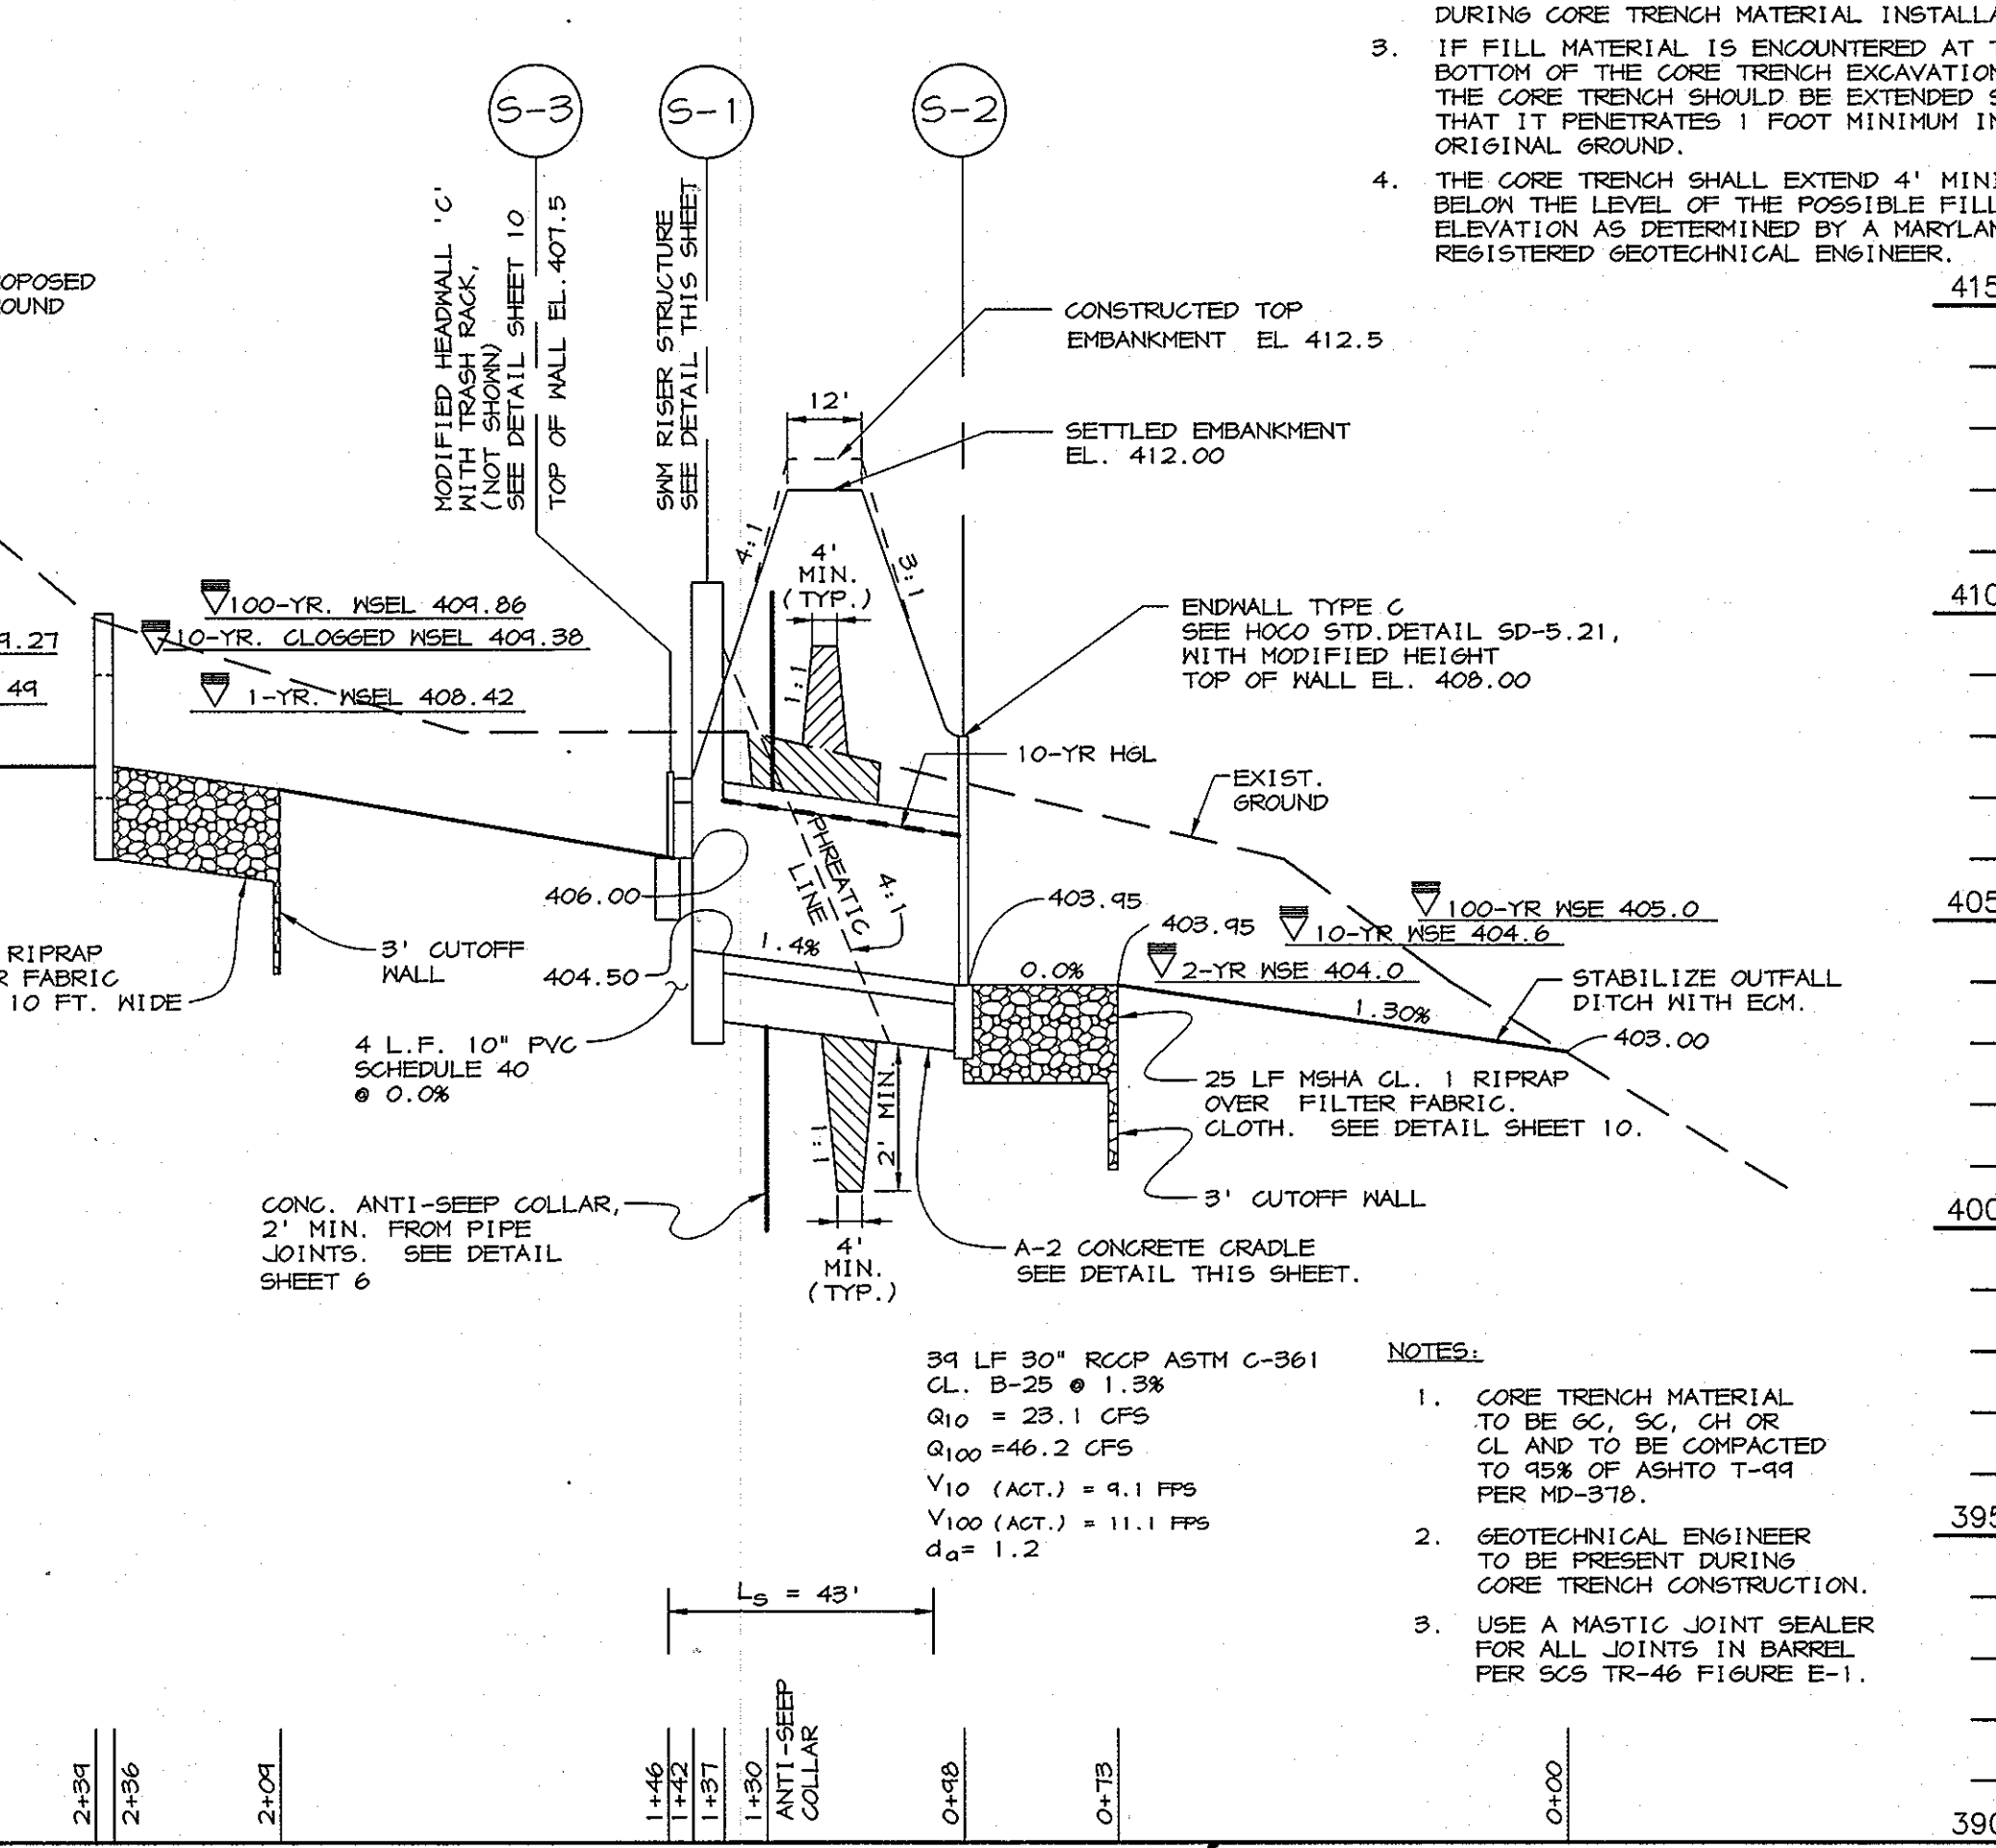 DURING CORE TRENCH MATERIAL
3. IF FILL MATERIAL IS ENCOUNTERED AT
BOTTOM OF THE CORE TRENCH EXCAVATION
THE CORE TRENCH SHOULD BE EXTENDED
THAT IT PENETRATES 1 FOOT MINIMUM
ORIGINAL GROUND.
4. THE CORE TRENCH SHALL EXTEND 4'
BELOW THE LEVEL OF THE POSSIBLE FILL
ELEVATION AS DETERMINED BY A
REGISTERED GEOTECHNICAL ENGINEER.
S-3
S-1
S-2
MODIFIED HEADWALL 'C'
WITH TRASH RACK,
(NOT SHOWN)
SEE DETAIL SHEET 10
TOP OF WALL EL.407.5
SWM RISER STRUCTURE
SEE DETAIL THIS SHEET
OPOSED
OUND
CONSTRUCTED TOP
EMBANKMENT EL 412.5
12'
SETTLED EMBANKMENT
EL. 412.00
4:1
4'
MIN.
(TYP.)
3:1
1:1
100-YR. WSEL 409.86
10-YR. CLOGGED WSEL 409.38
1-YR. WSEL 408.42
9.27
49
ENDWALL TYPE C
SEE HOCO STD.DETAIL SD-5.21,
WITH MODIFIED HEIGHT
TOP OF WALL EL. 408.00
10-YR HGL
EXIST.
GROUND
PHREATIC
LINE
4:1
406.00
404.50
1.4%
403.95
403.95
0.0%
100-YR WSE 405.0
10-YR WSE 404.6
2-YR WSE 404.0
1.30%
STABILIZE OUTFALL
DITCH WITH ECM.
403.00
RIPRAP
R FABRIC
10 FT. WIDE
3' CUTOFF
WALL
4 L.F. 10" PVC
SCHEDULE 40
@ 0.0%
25 LF MSHA CL. 1 RIPRAP
OVER FILTER FABRIC.
CLOTH. SEE DETAIL SHEET 10.
3' CUTOFF WALL
1:1
2' MIN.
4'
MIN.
(TYP.)
CONC. ANTI-SEEP COLLAR,
2' MIN. FROM PIPE
JOINTS. SEE DETAIL
SHEET 6
A-2 CONCRETE CRADLE
SEE DETAIL THIS SHEET.
39 LF 30" RCCP ASTM C-361
CL. B-25 @ 1.3%
Q10 = 23.1 CFS
Q100 =46.2 CFS
V10 (ACT.) = 9.1 FPS
V100 (ACT.) = 11.1 FPS
da= 1.2
NOTES:
1. CORE TRENCH MATERIAL
TO BE GC, SC, CH OR
CL AND TO BE COMPACTED
TO 95% OF ASHTO T-99
PER MD-378.
2. GEOTECHNICAL ENGINEER
TO BE PRESENT DURING
CORE TRENCH CONSTRUCTION.
3. USE A MASTIC JOINT SEALER
FOR ALL JOINTS IN BARREL
PER SCS TR-46 FIGURE E-1.
LS = 43'
2+39
2+36
2+09
1+46
1+42
1+37
1+30
ANTI-SEEP
COLLAR
0+98
0+73
0+00
415
410
405
400
395
390